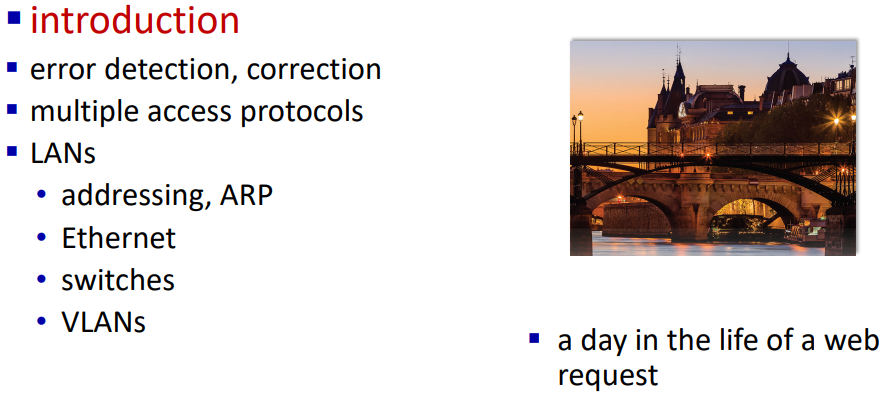 introduction
error detection, correction
multiple access protocols
LANs
addressing, ARP
Ethernet
switches
VLANs
a day in the life of a web
request